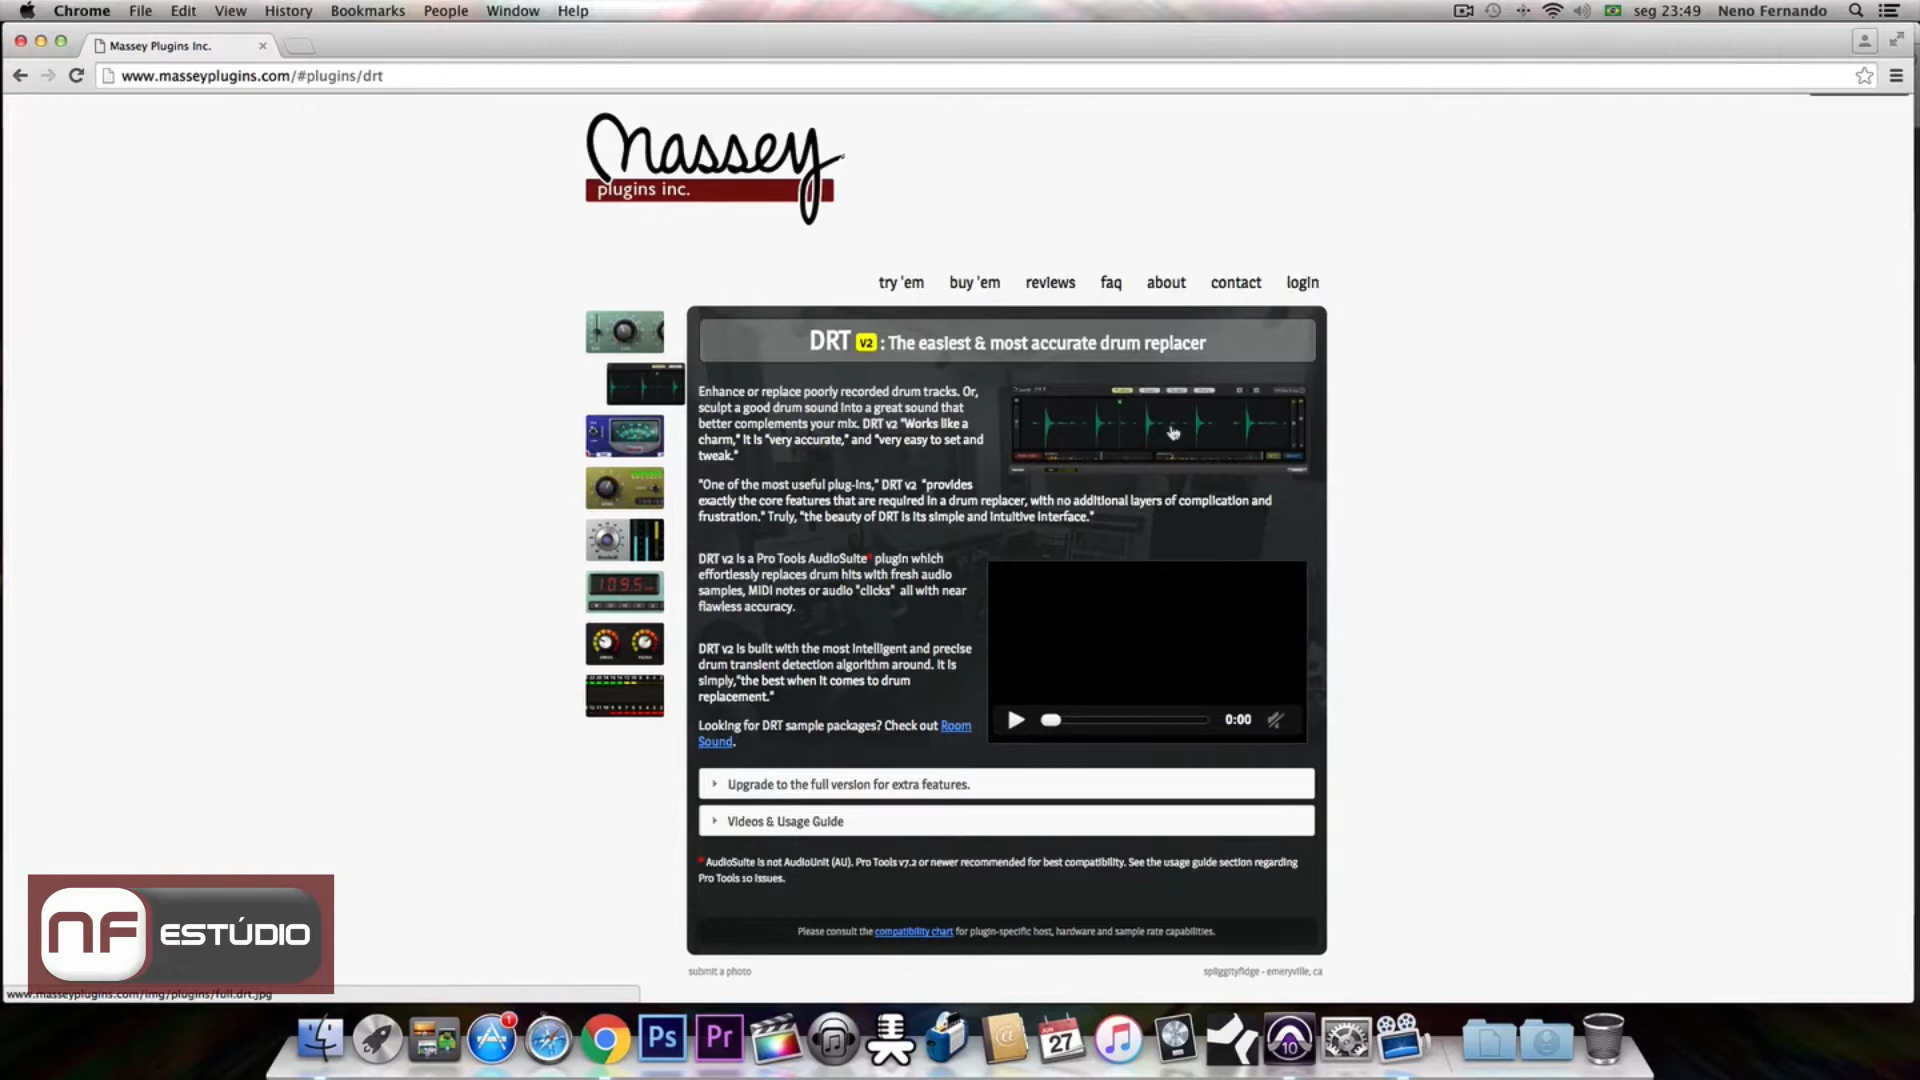 Chrome File Edit View History Bookmarks People Window Help seg 23:49 Neno Fernando
Massey Plugins Inc.
www.masseyplugins.com/#plugins/drt
Massey
plugins inc.
try 'em buy 'em reviews faq about contact login
DRT v2 : The easiest & most accurate drum replacer
Enhance or replace poorly recorded drum tracks. Or,
sculpt a good drum sound into a great sound that
better complements your mix. DRT v2 "Works like a
charm," it is "very accurate," and "very easy to set and
tweak."
"One of the most useful plug-ins," DRT v2 "provides
exactly the core features that are required in a drum replacer, with no additional layers of complication and
frustration." Truly, "the beauty of DRT is its simple and intuitive interface."
DRT v2 is a Pro Tools AudioSuite* plugin which
effortlessly replaces drum hits with fresh audio
samples, MIDI notes or audio "clicks" all with near
flawless accuracy.
109.5
DRT v2 is built with the most intelligent and precise
drum transient detection algorithm around. It is
simply,"the best when it comes to drum
replacement."
0:00
Looking for DRT sample packages? Check out Room
Sound.
Upgrade to the full version for extra features.
Videos & Usage Guide
* AudioSuite is not AudioUnit (AU). Pro Tools v7.2 or newer recommended for best compatibility. See the usage guide section regarding
Pro Tools 10 issues.
Please consult the compatibility chart for plugin-specific host, hardware and sample rate capabilities.
submit a photo spliggityfidge - emeryville, ca
nF ESTÚDIO
www.masseyplugins.com/img/plugins/full.drt.jpg
1
Ps
Pr
JUN
27
10